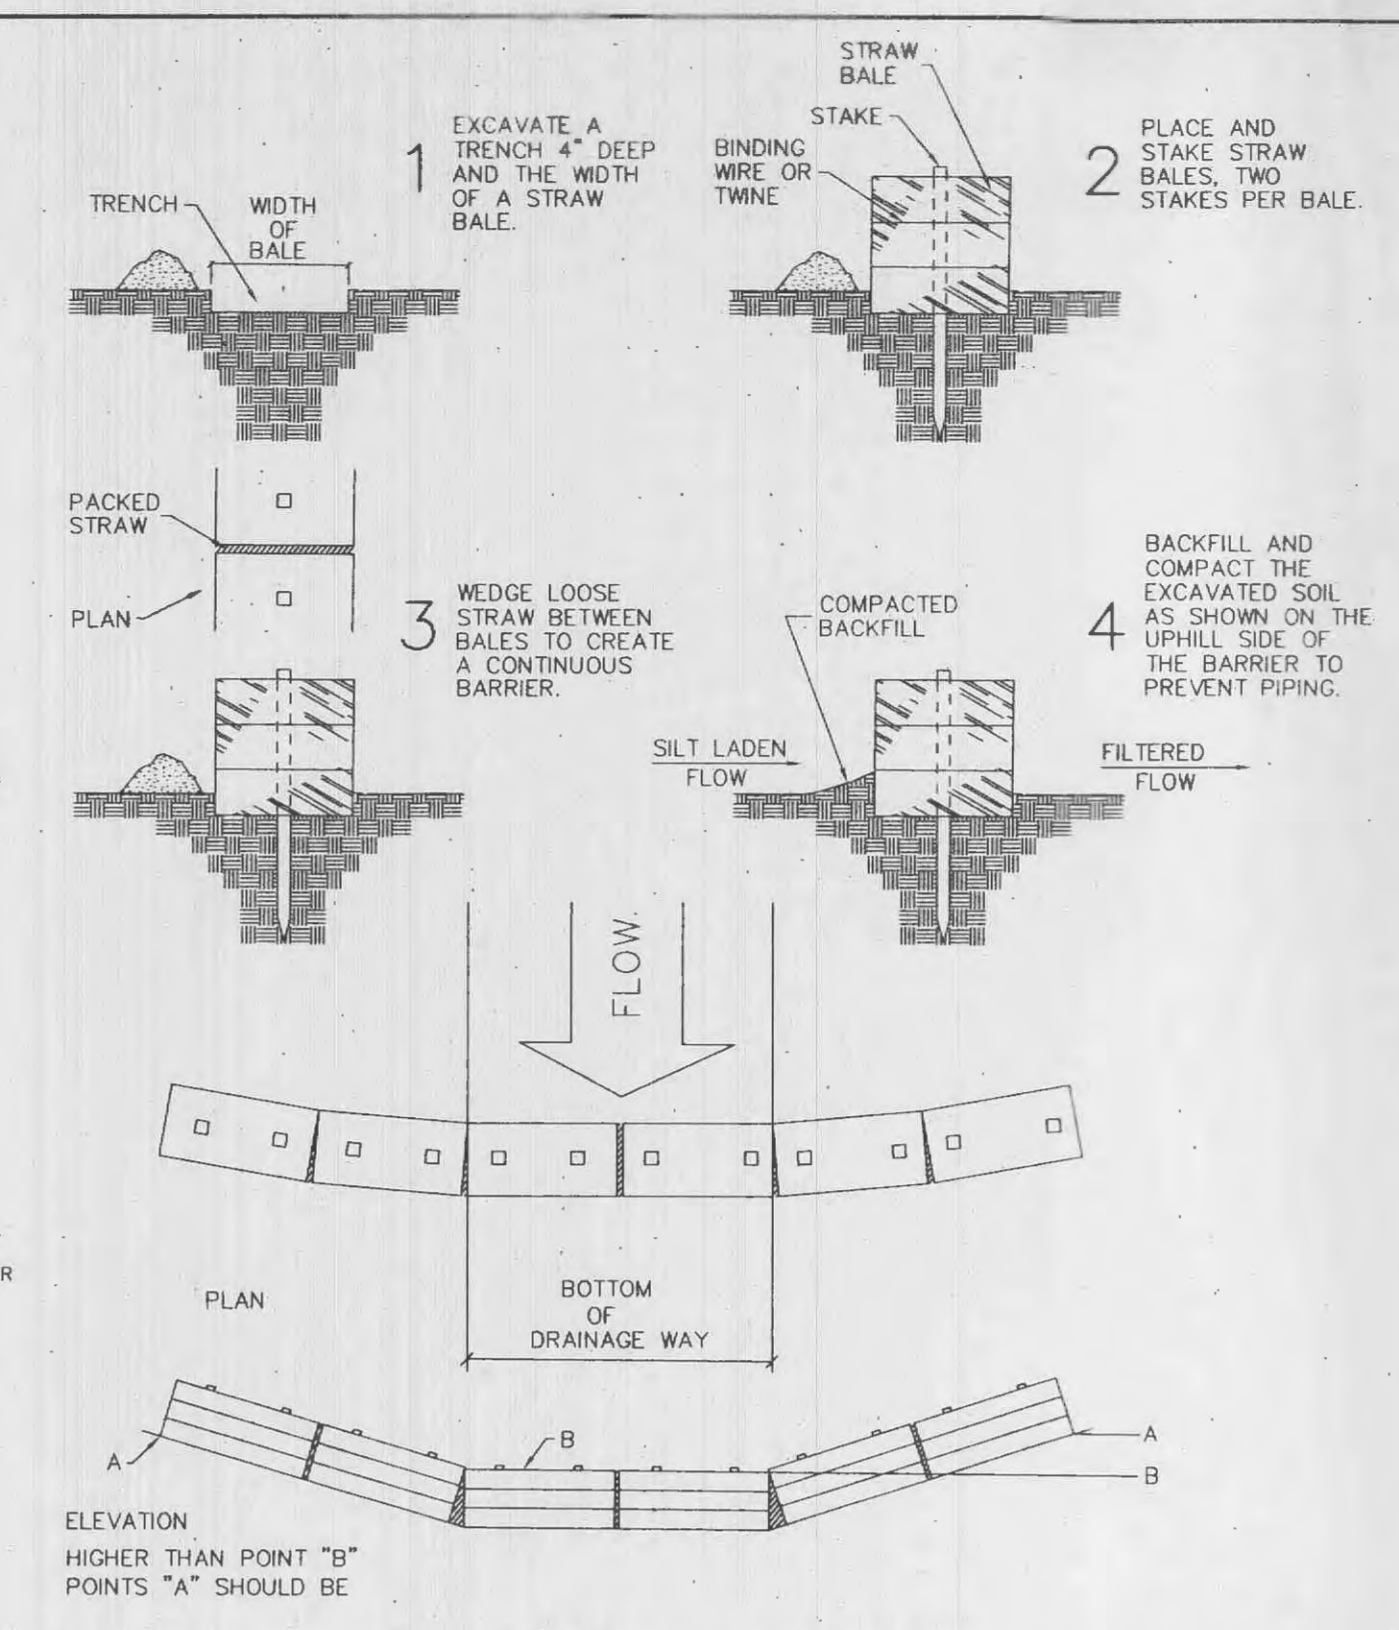 1
EXCAVATE A
TRENCH 4" DEEP
AND THE WIDTH
OF A STRAW
BALE.
TRENCH
WIDTH
OF
BALE
STRAW
BALE
STAKE
BINDING
WIRE OR
TWINE
2
PLACE AND
STAKE STRAW
BALES, TWO
STAKES PER BALE.
PACKED
STRAW
PLAN
3
WEDGE LOOSE
STRAW BETWEEN
BALES TO CREATE
A CONTINUOUS
BARRIER.
COMPACTED
BACKFILL
4
BACKFILL AND
COMPACT THE
EXCAVATED SOIL
AS SHOWN ON THE
UPHILL SIDE OF
THE BARRIER TO
PREVENT PIPING.
SILT LADEN
FLOW
FILTERED
FLOW
FLOW.
R
PLAN
BOTTOM
OF
DRAINAGE WAY
A
B
A
B
ELEVATION
HIGHER THAN POINT "B"
POINTS "A" SHOULD BE